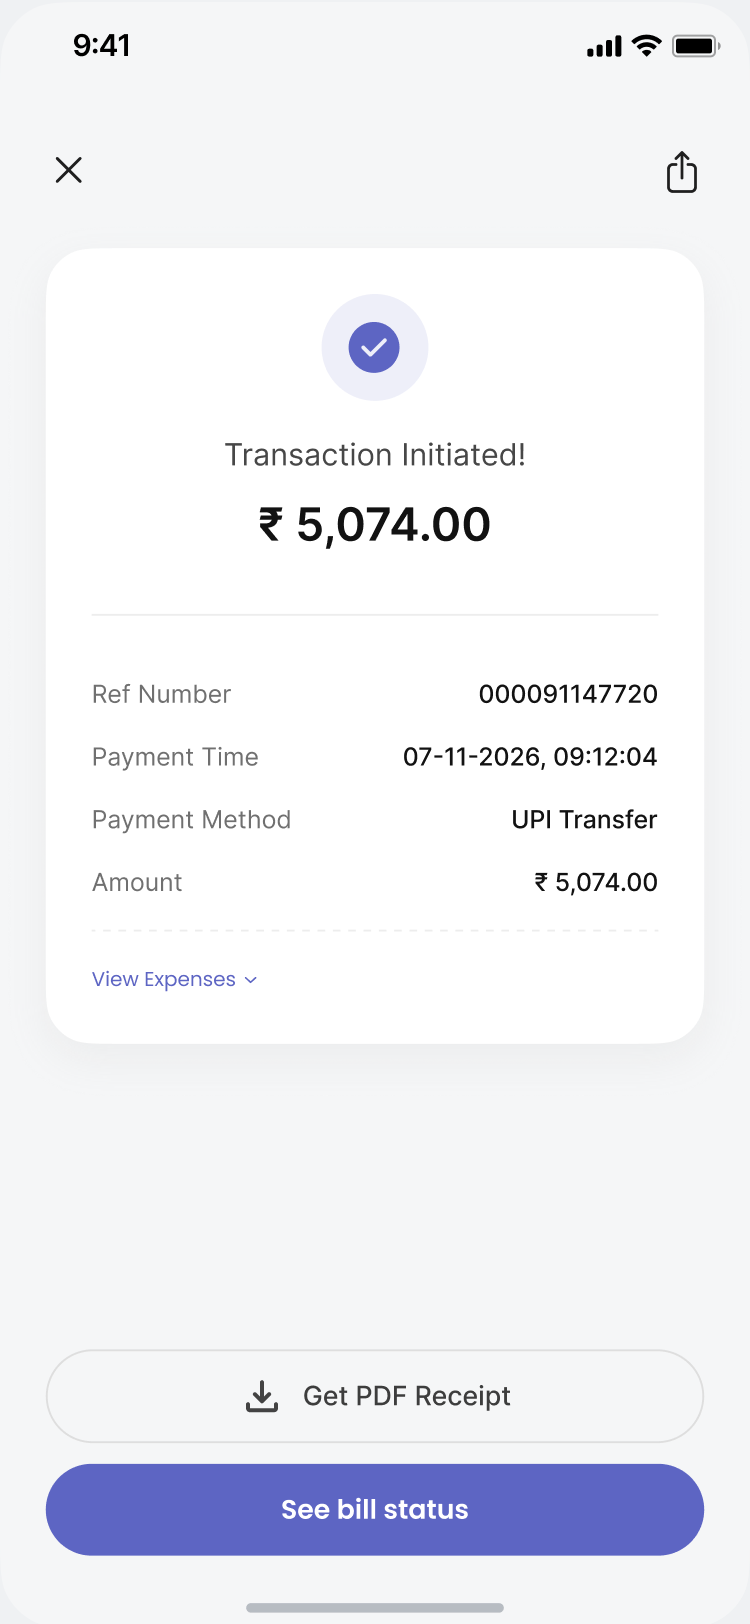 9:41
Transaction Initiated!
₹ 5,074.00
Ref Number 000091147720
Payment Time 07-11-2026, 09:12:04
Payment Method UPI Transfer
Amount ₹ 5,074.00
View Expenses
Get PDF Receipt
See bill status